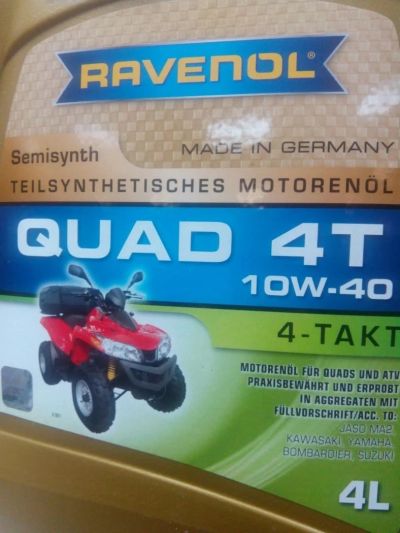 RAVENOL®
MADE IN GERMANY
Semisynth
TEILSYNTHETISCHES MOTORENÖL
QUAD 4T
10W-40
4-TAKT
MOTORENÖL FÜR QUADS UND ATV
PRAXISBEWÄHRT UND ERPROBT
IN AGGREGATEN MIT
FÜLLVORSCHRIFT/ACC. TO:
JASO MA2,
KAWASAKI, YAMAHA,
BOMBARDIER, SUZUKI
4L